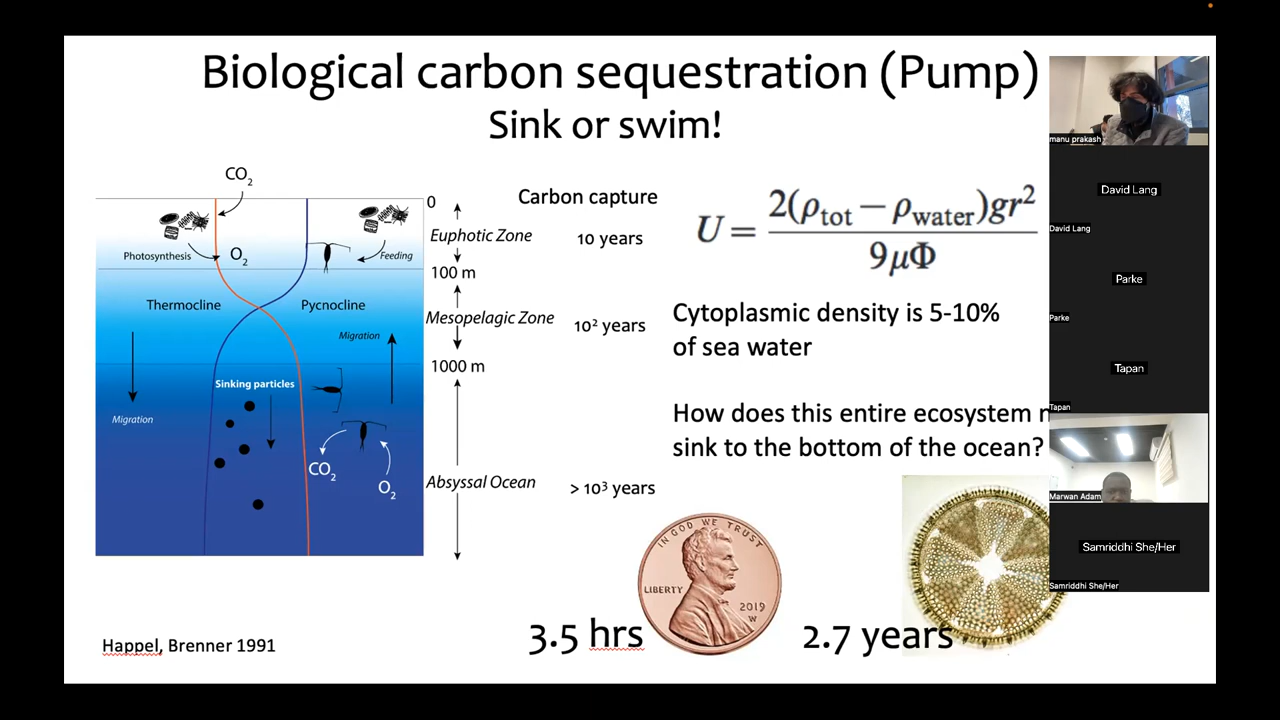 Biological carbon sequestration (Pump)
Sink or swim!
CO2
Photosynthesis
O2
Feeding
Thermocline
Pycnocline
Migration
Sinking particles
Migration
CO2
O2
0
Euphotic Zone
100 m
Mesopelagic Zone
1000 m
Abyssal Ocean
Carbon capture
10 years
10² years
> 10³ years
U = 2(ρtot − ρwater)gr² / 9μΦ
Cytoplasmic density is 5-10%
of sea water
How does this entire ecosystem
sink to the bottom of the ocean?
IN GOD WE TRUST
LIBERTY
2019
W
3.5 hrs
2.7 years
Happel, Brenner 1991
manu prakash
David Lang
David Lang
Parke
Parke
Tapan
Tapan
Marwan Adam
Samriddhi She/Her
Samriddhi She/Her